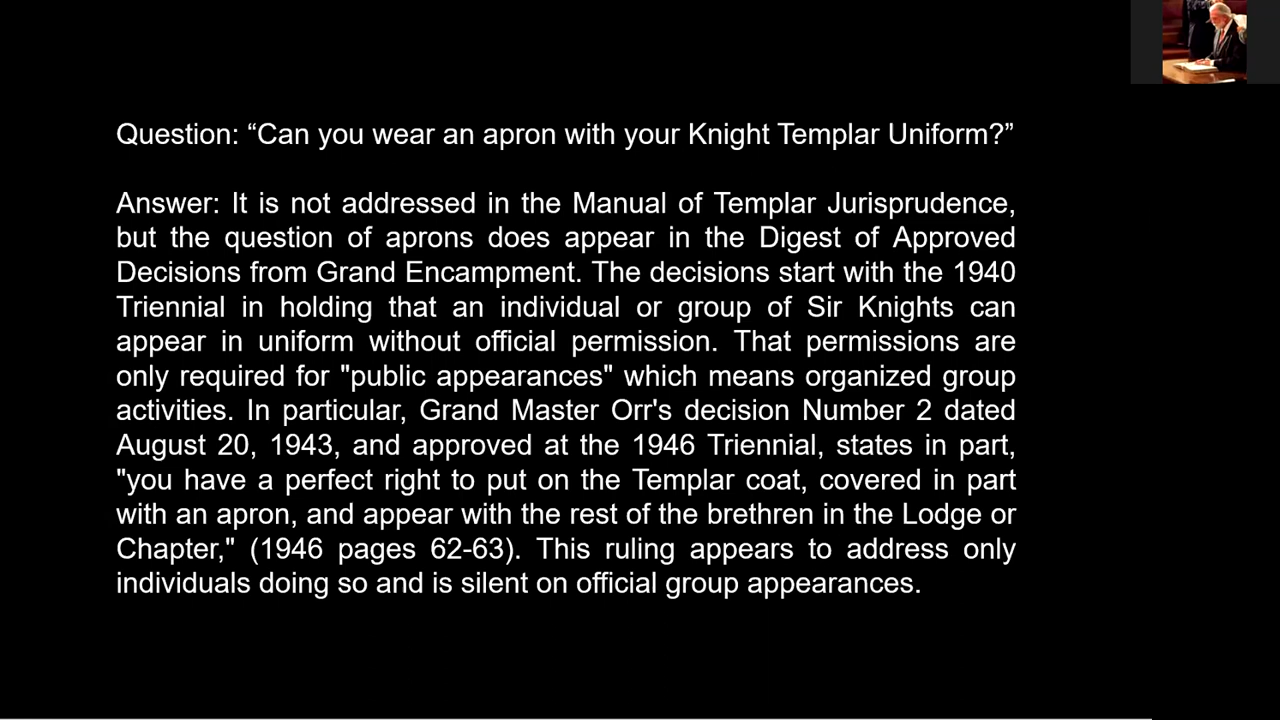 Question: “Can you wear an apron with your Knight Templar Uniform?”
Answer: It is not addressed in the Manual of Templar Jurisprudence,
but the question of aprons does appear in the Digest of Approved
Decisions from Grand Encampment. The decisions start with the 1940
Triennial in holding that an individual or group of Sir Knights can
appear in uniform without official permission. That permissions are
only required for "public appearances" which means organized group
activities. In particular, Grand Master Orr's decision Number 2 dated
August 20, 1943, and approved at the 1946 Triennial, states in part,
"you have a perfect right to put on the Templar coat, covered in part
with an apron, and appear with the rest of the brethren in the Lodge or
Chapter," (1946 pages 62-63). This ruling appears to address only
individuals doing so and is silent on official group appearances.